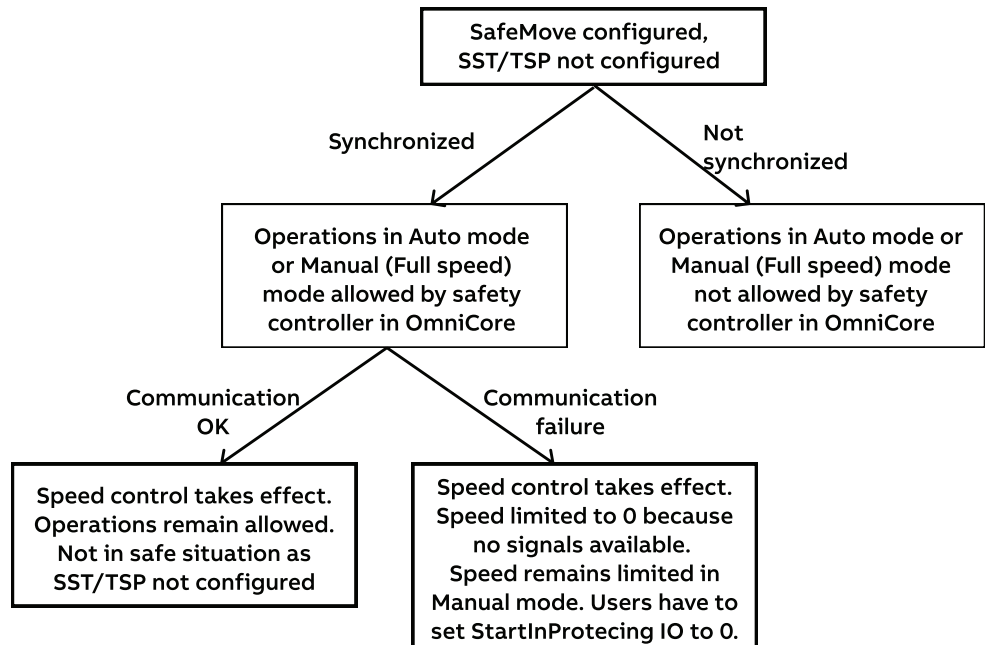 SafeMove configured,
SST/TSP not configured
Synchronized
Not
synchronized
Operations in Auto mode
or Manual (Full speed)
mode allowed by safety
controller in OmniCore
Operations in Auto mode or
Manual (Full speed) mode
not allowed by safety
controller in OmniCore
Communication
OK
Communication
failure
Speed control takes effect.
Operations remain allowed.
Not in safe situation as
SST/TSP not configured
Speed control takes effect.
Speed limited to 0 because
no signals available.
Speed remains limited in
Manual mode. Users have to
set StartInProtecing IO to 0.